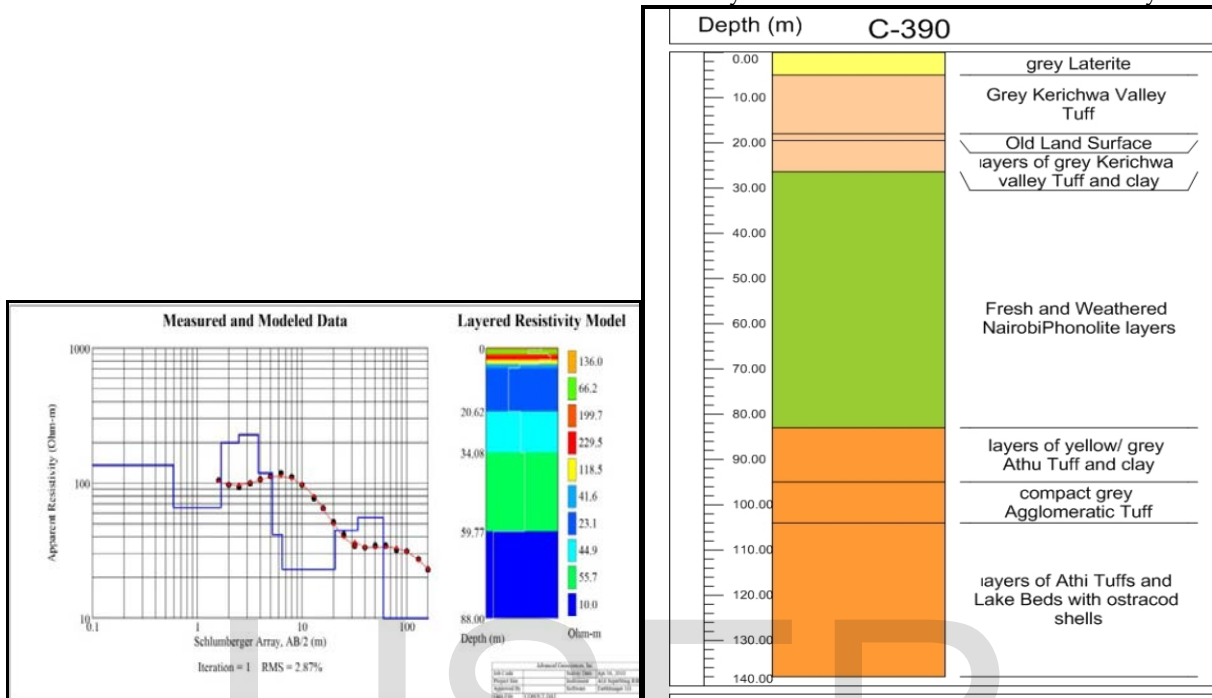 Measured and Modeled Data
Apparent Resistivity (Ohm-m)
1000
100
10
0.1
1
10
100
Schlumberger Array, AB/2 (m)
Iteration = 1 RMS = 2.87%
Layered Resistivity Model
0
20.62
34.08
59.77
88.00
Depth (m)
136.0
66.2
199.7
229.5
118.5
41.6
23.1
44.9
55.7
10.0
Ohm-m
Depth (m)
C-390
0.00
10.00
20.00
30.00
40.00
50.00
60.00
70.00
80.00
90.00
100.00
110.00
120.00
130.00
140.00
grey Laterite
Grey Kerichwa Valley
Tuff
Old Land Surface
layers of grey Kerichwa
valley Tuff and clay
Fresh and Weathered
NairobiPhonolite layers
layers of yellow/ grey
Athu Tuff and clay
compact grey
Agglomeratic Tuff
layers of Athi Tuffs and
Lake Beds with ostracod
shells